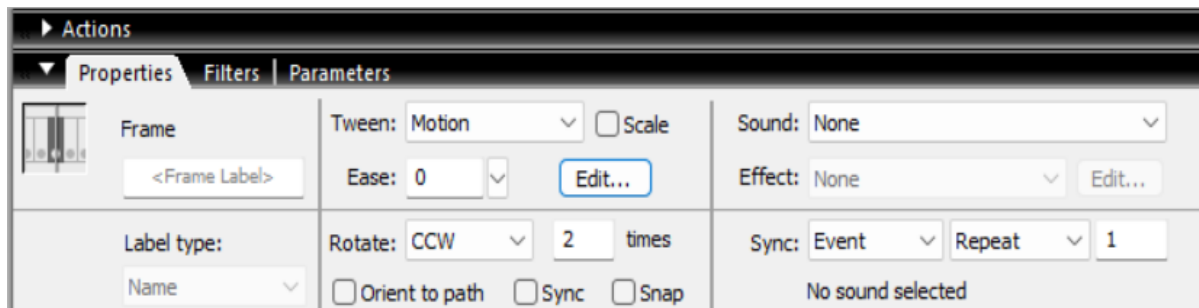 Actions
Properties Filters | Parameters
Frame Tween: Motion Scale Sound: None
<Frame Label> Ease: 0 Edit... Effect: None Edit...
Label type: Rotate: CCW 2 times Sync: Event Repeat 1
Name Orient to path Sync Snap No sound selected